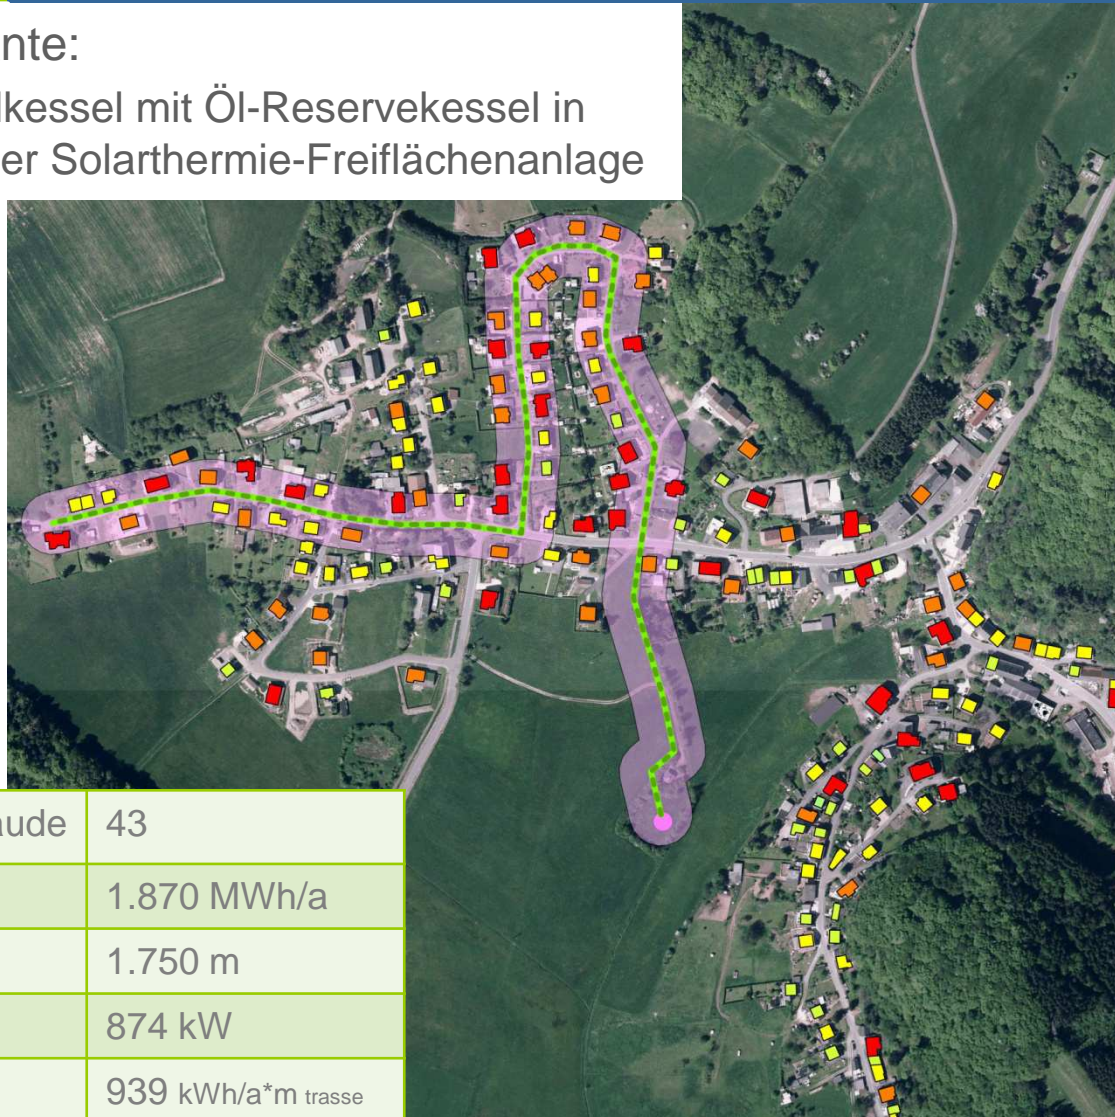 nte:
lkessel mit Öl-Reservekessel in
er Solarthermie-Freiflächenanlage
äude 43
1.870 MWh/a
1.750 m
874 kW
939 kWh/a*m trasse